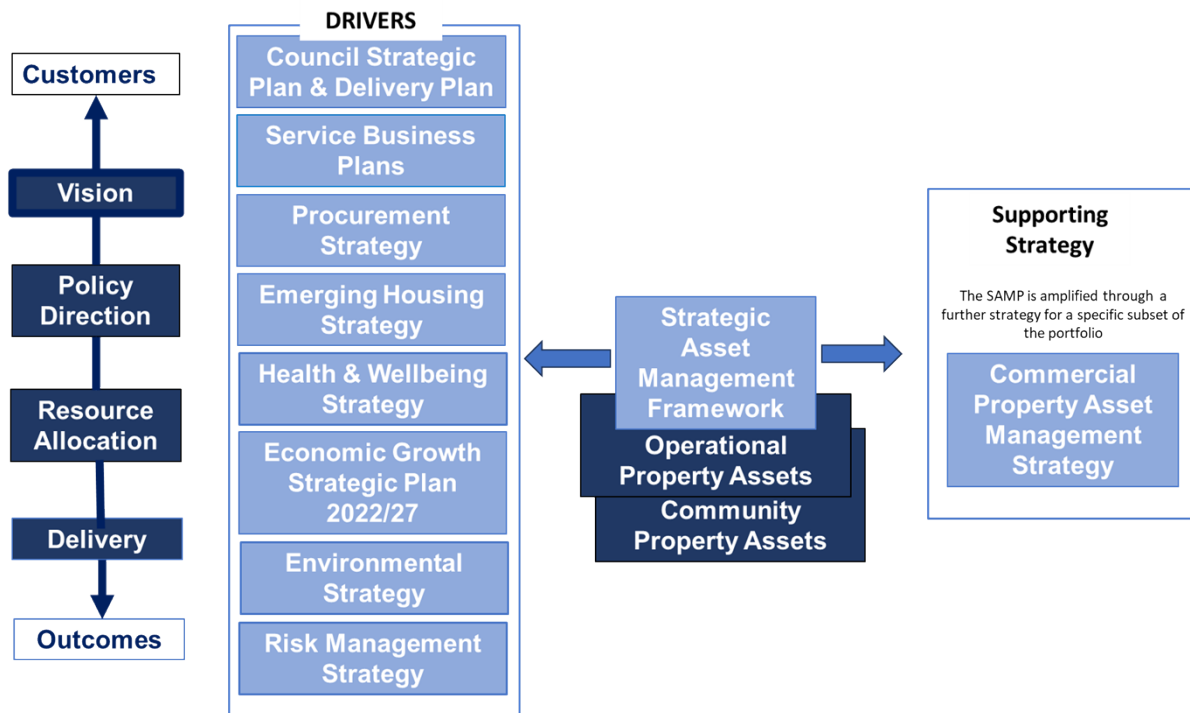 Customers
Vision
Policy
Direction
Resource
Allocation
Delivery
Outcomes
DRIVERS
Council Strategic
Plan & Delivery Plan
Service Business
Plans
Procurement
Strategy
Emerging Housing
Strategy
Health & Wellbeing
Strategy
Economic Growth
Strategic Plan
2022/27
Environmental
Strategy
Risk Management
Strategy
Strategic
Asset
Management
Framework
Operational
Property Assets
Community
Property Assets
Supporting
Strategy
The SAMP is amplified through a
further strategy for a specific subset of
the portfolio
Commercial
Property Asset
Management
Strategy